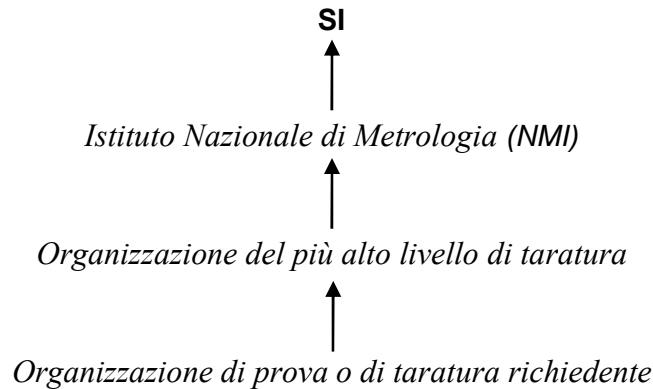 SI
Istituto Nazionale di Metrologia (NMI)
Organizzazione del più alto livello di taratura
Organizzazione di prova o di taratura richiedente